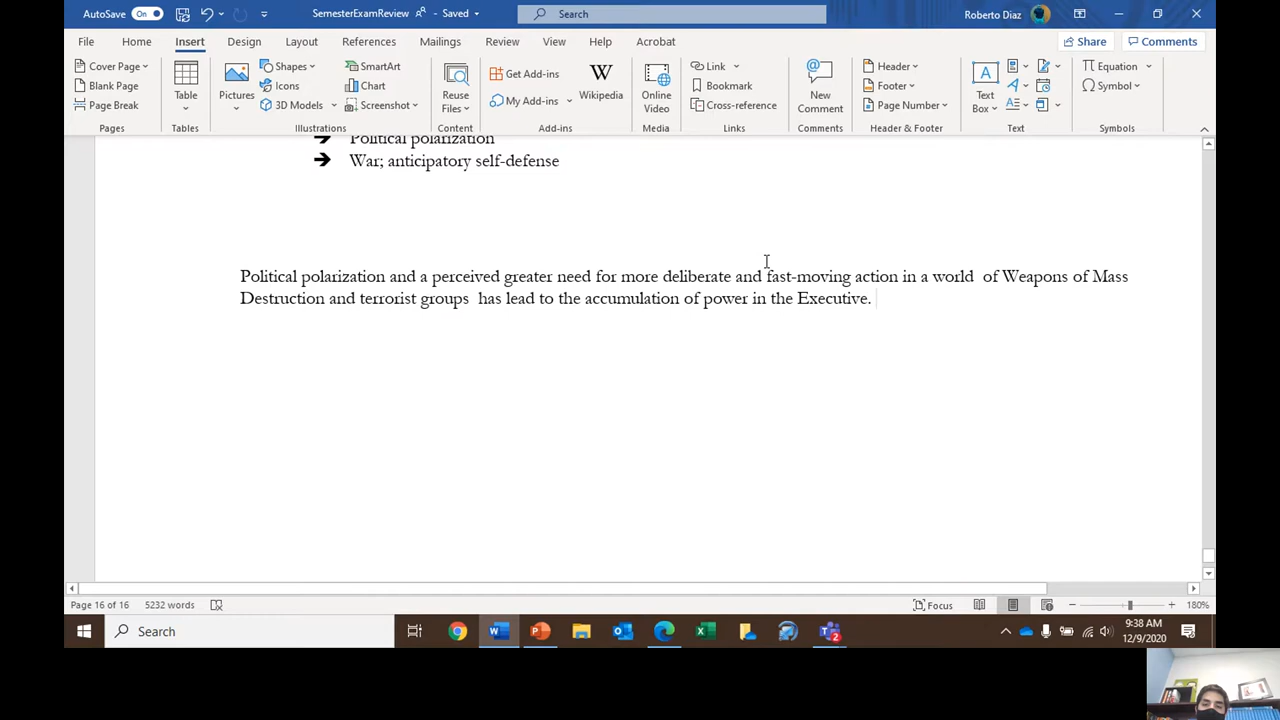 AutoSave On SemesterExamReview - Saved Search Roberto Diaz
File Home Insert Design Layout References Mailings Review View Help Acrobat Share Comments
Cover Page
Blank Page
Page Break
Pages
Table
Tables
Pictures
Shapes
Icons
3D Models
SmartArt
Chart
Screenshot
Illustrations
Reuse
Files
Content
Get Add-ins
My Add-ins
Wikipedia
Add-ins
Online
Video
Media
Link
Bookmark
Cross-reference
Links
New
Comment
Comments
Header
Footer
Page Number
Header & Footer
Text
Box
Text
Equation
Symbol
Symbols
➔ Political polarization
➔ War; anticipatory self-defense
Political polarization and a perceived greater need for more deliberate and fast-moving action in a world  of Weapons of Mass
Destruction and terrorist groups  has lead to the accumulation of power in the Executive.
Page 16 of 16 5232 words Focus 180%
Search
2
9:38 AM
12/9/2020